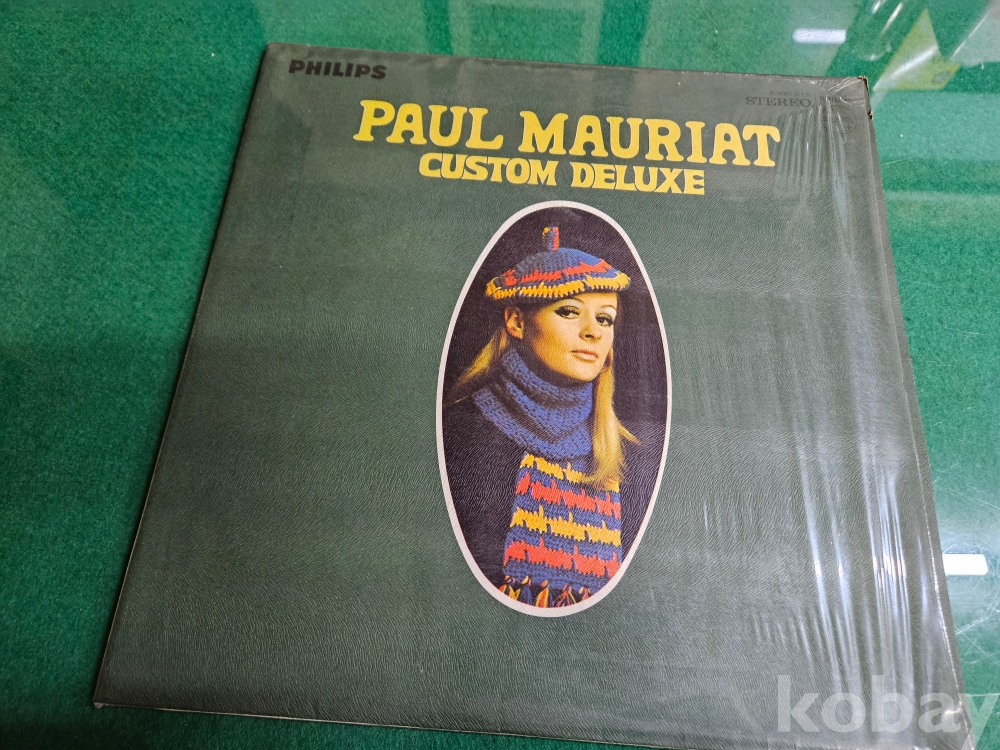 PHILIPS
STEREO
PAUL MAURIAT
CUSTOM DELUXE
kobay